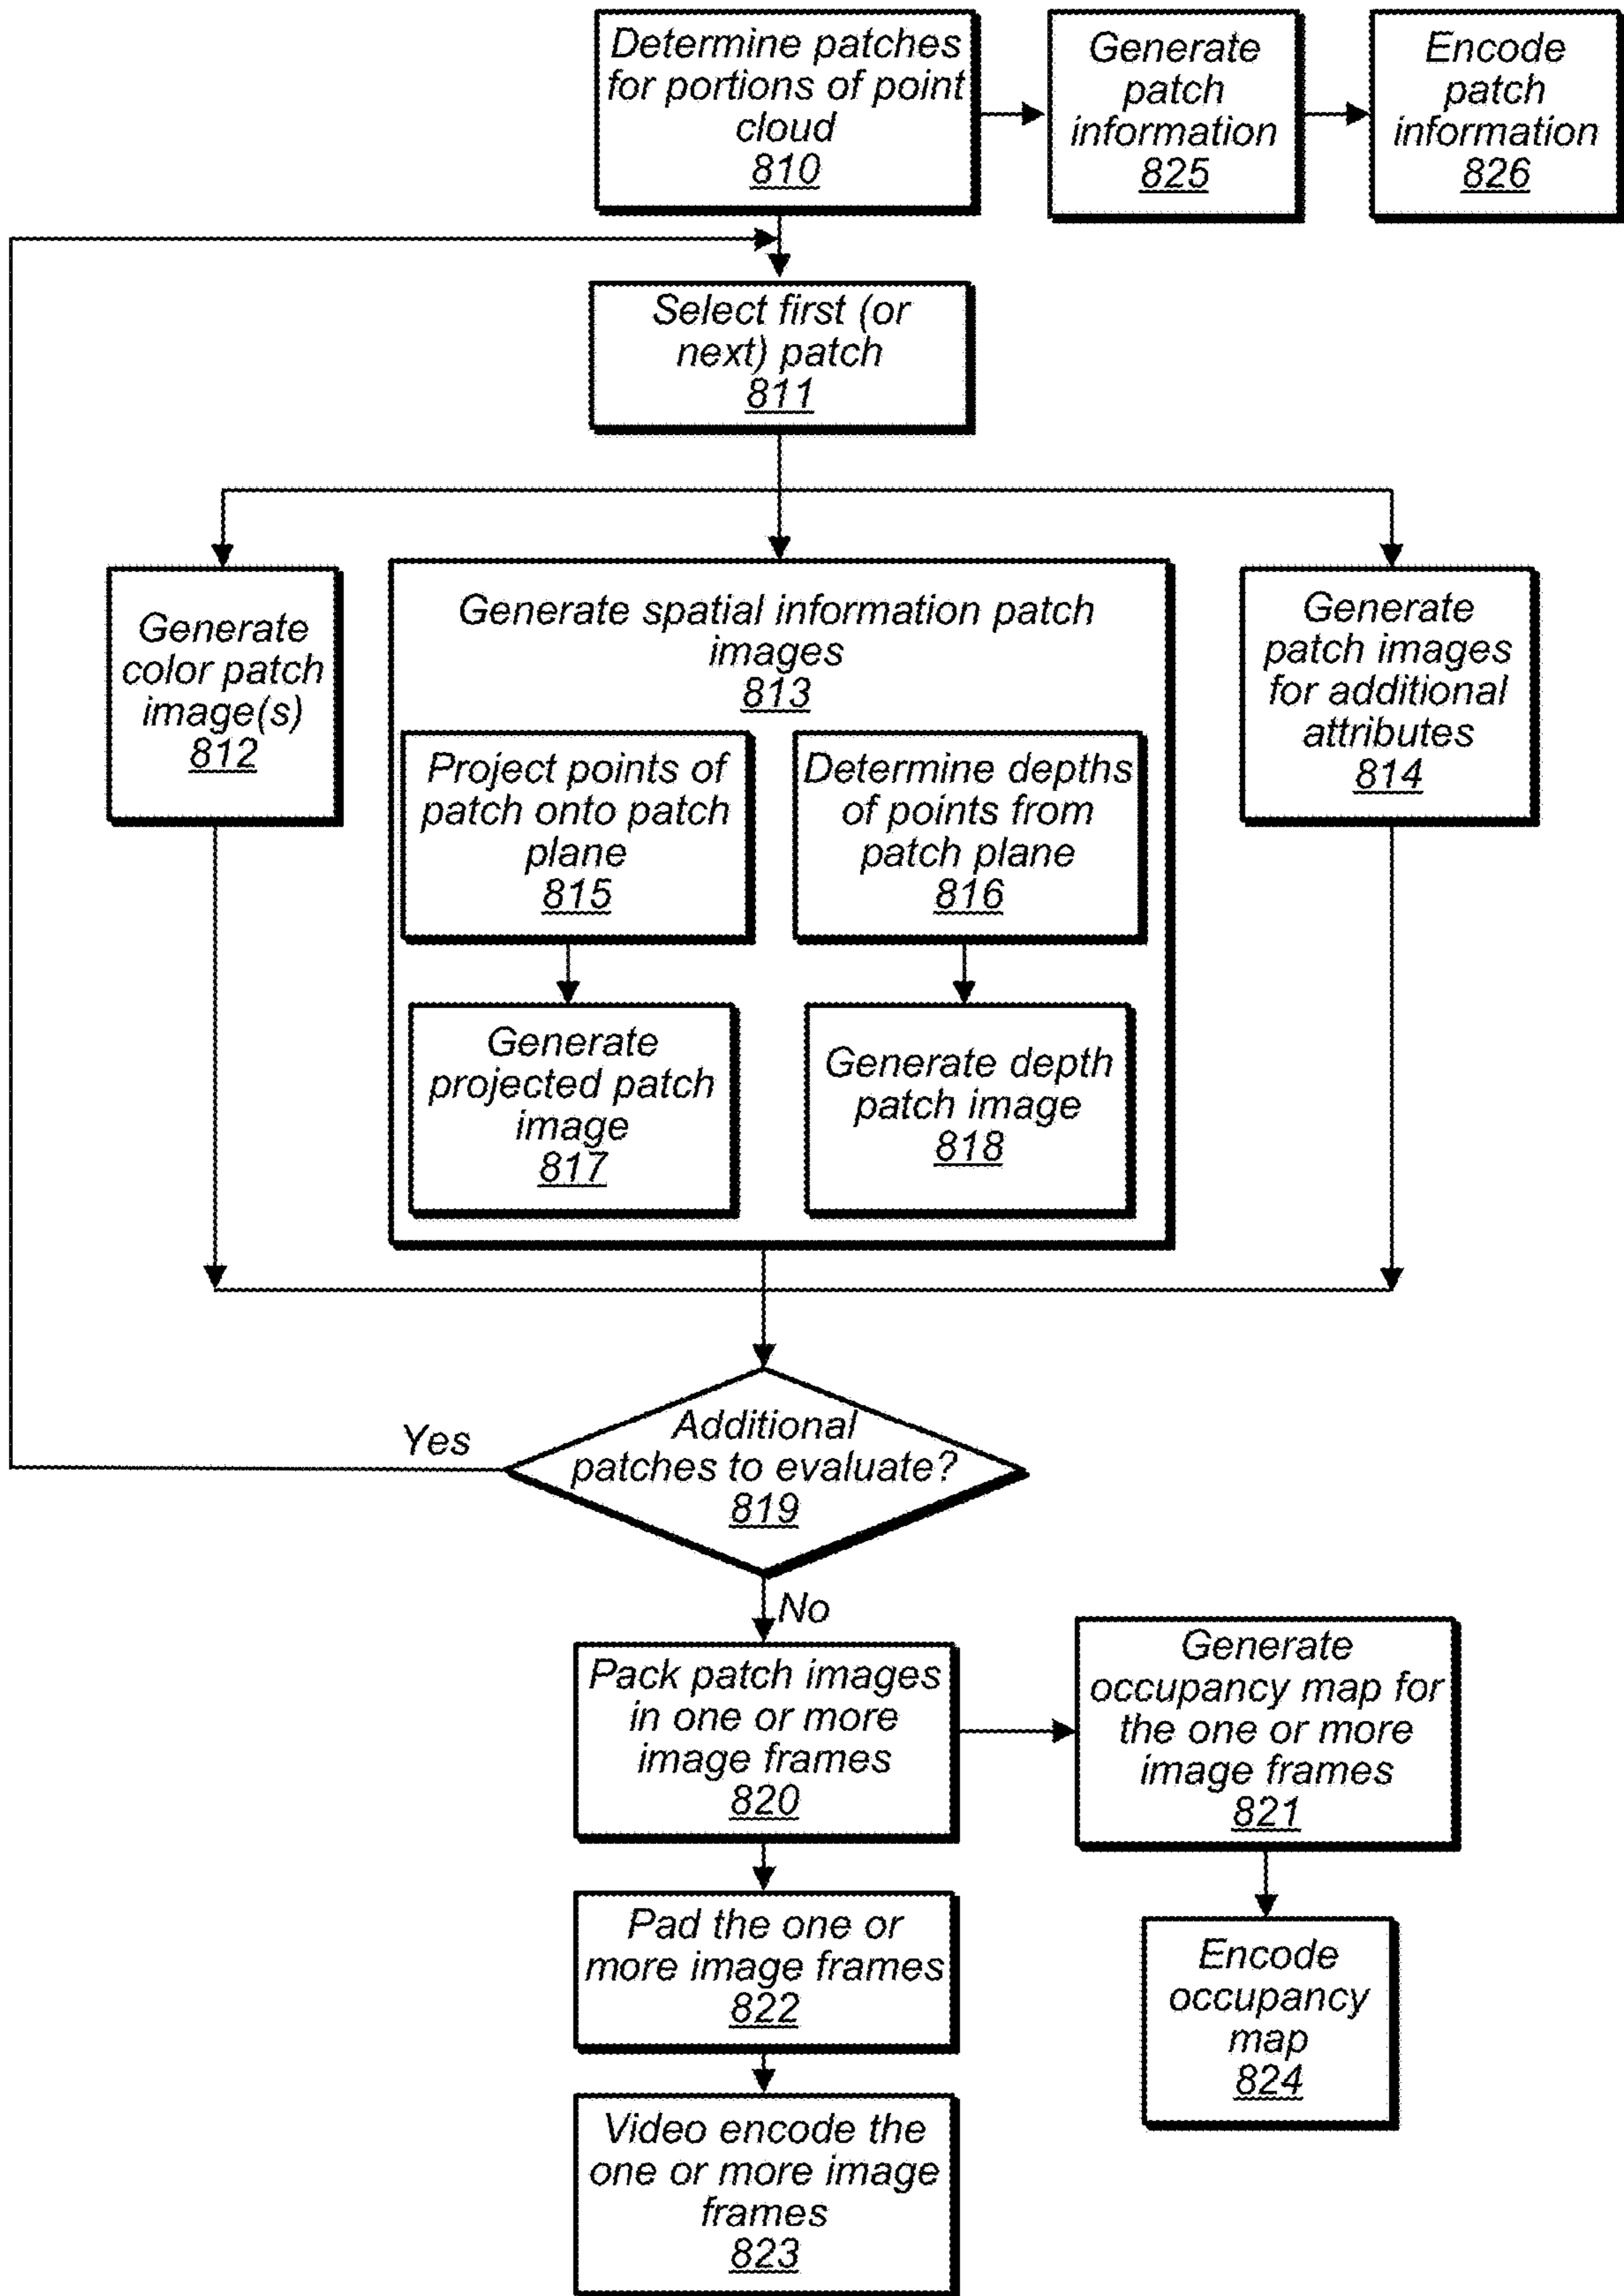 Determine patches
for portions of point
cloud
810
Generate
patch
information
825
Encode
patch
information
826
Select first (or
next) patch
811
Generate
color patch
image(s)
812
Generate spatial information patch
images
813
Project points of
patch onto patch
plane
815
Determine depths
of points from
patch plane
816
Generate
projected patch
image
817
Generate depth
patch image
818
Generate
patch images
for additional
attributes
814
Additional
patches to evaluate?
819
Yes
No
Pack patch images
in one or more
image frames
820
Generate
occupancy map for
the one or more
image frames
821
Pad the one or
more image frames
822
Encode
occupancy
map
824
Video encode the
one or more image
frames
823